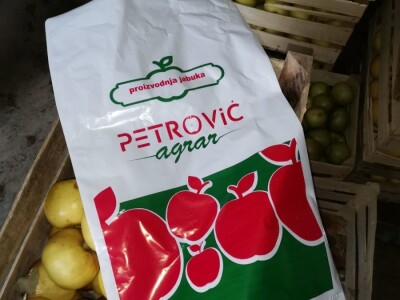 proizvodnja jabuka
PETROVIĆ
agrar